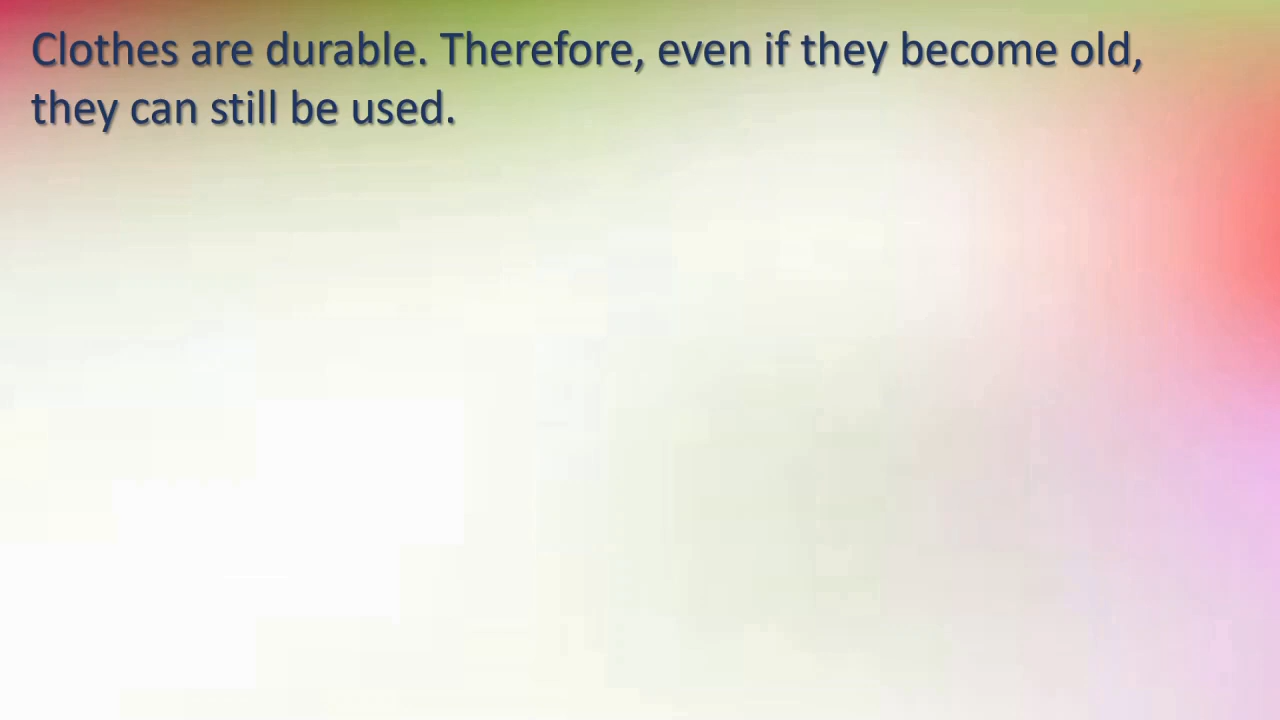 Clothes are durable. Therefore, even if they become old,
they can still be used.